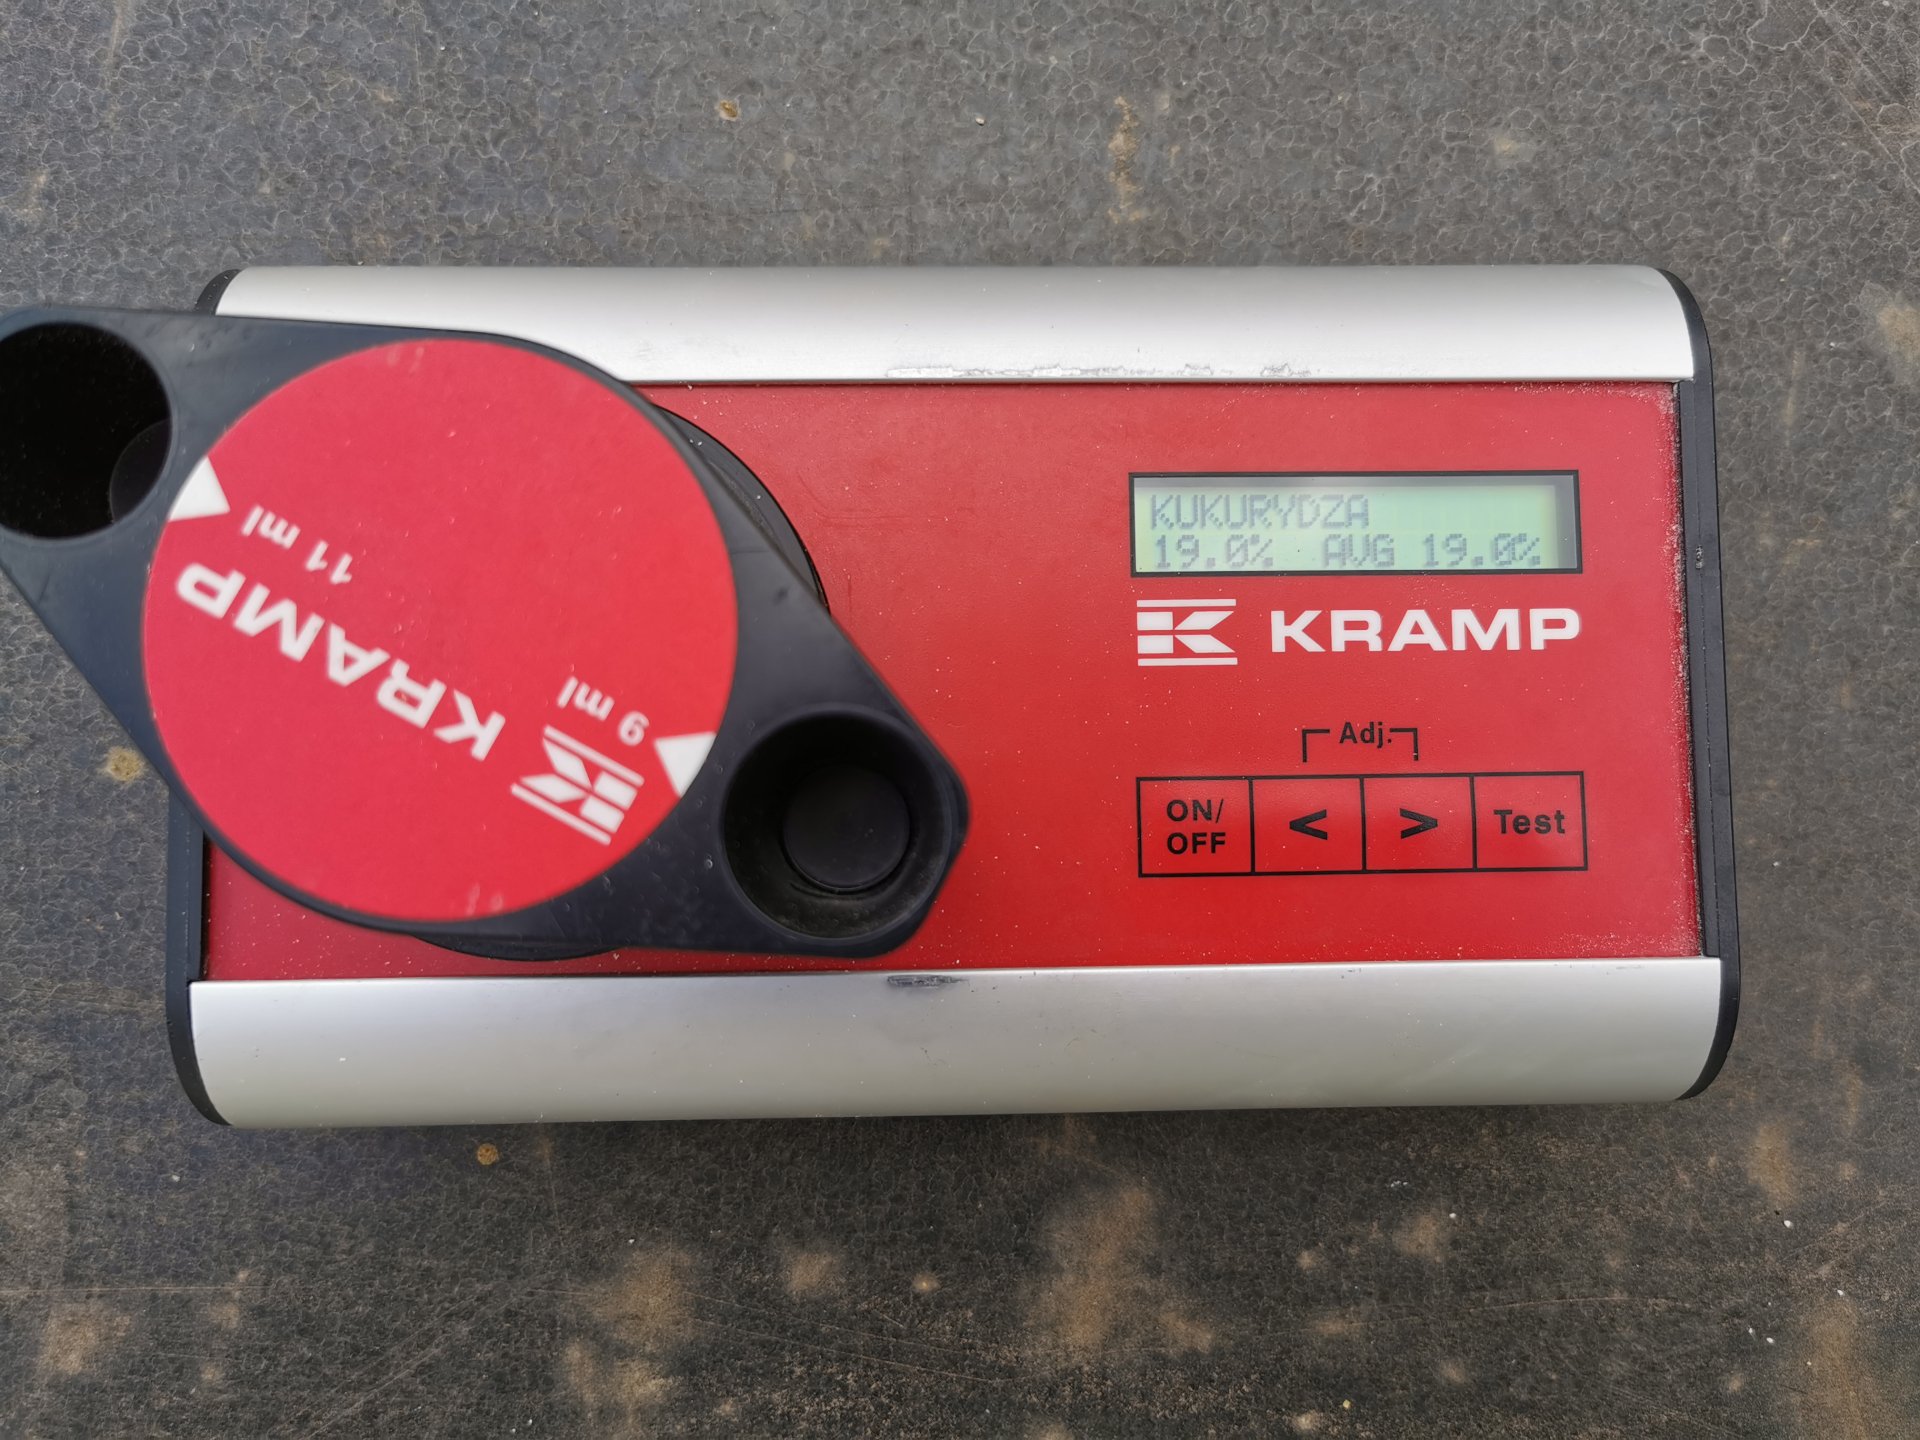 KUKURYDZA
19.0% AVG 19.0%
KRAMP
Adj.
ON/
OFF
<
>
Test
11 ml
KRAMP
9 ml